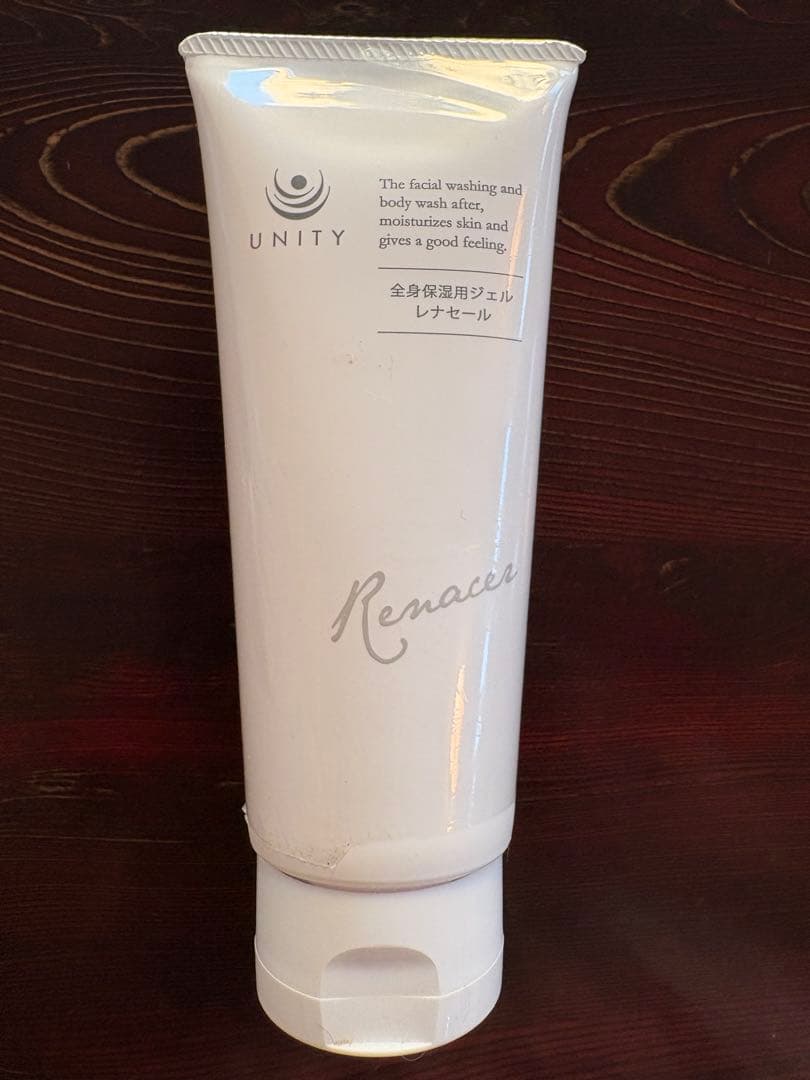 UNITY
The facial washing and
body wash after,
moisturizes skin and
gives a good feeling.
全身保湿用ジェル
レナセール
Renacer